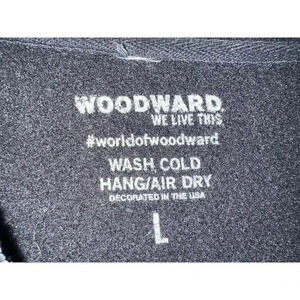 WOODWARD.
WE LIVE THIS
#worldofwoodward
WASH COLD
HANG/AIR DRY
DECORATED IN THE USA
L